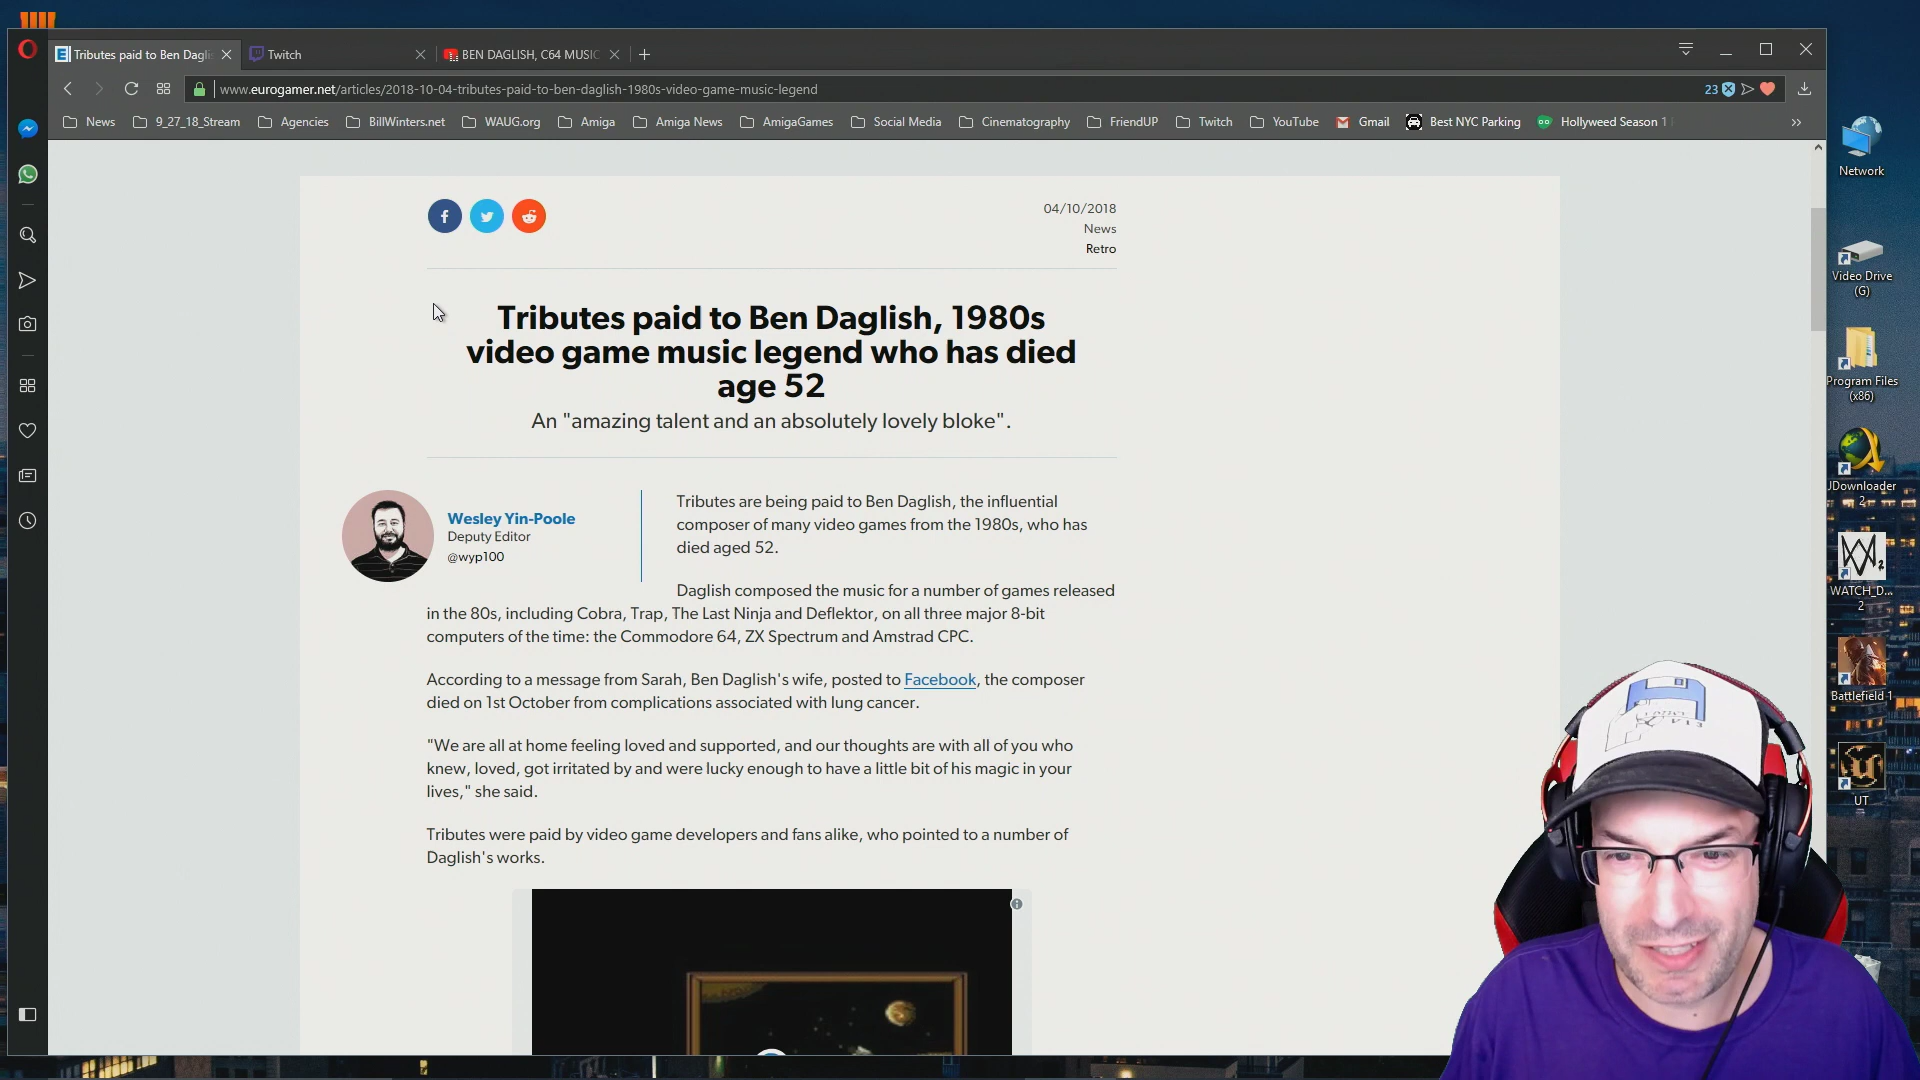 Tributes paid to Ben Dagli
Twitch
BEN DAGLISH, C64 MUSIC
www.eurogamer.net/articles/2018-10-04-tributes-paid-to-ben-daglish-1980s-video-game-music-legend
23
News
9_27_18_Stream
Agencies
BillWinters.net
WAUG.org
Amiga
Amiga News
AmigaGames
Social Media
Cinematography
FriendUP
Twitch
YouTube
Gmail
Best NYC Parking
Hollyweed Season 1
04/10/2018
News
Retro
Tributes paid to Ben Daglish, 1980s
video game music legend who has died
age 52
An "amazing talent and an absolutely lovely bloke".
Wesley Yin-Poole
Deputy Editor
@wyp100
Tributes are being paid to Ben Daglish, the influential
composer of many video games from the 1980s, who has
died aged 52.
Daglish composed the music for a number of games released
in the 80s, including Cobra, Trap, The Last Ninja and Deflektor, on all three major 8-bit
computers of the time: the Commodore 64, ZX Spectrum and Amstrad CPC.
According to a message from Sarah, Ben Daglish's wife, posted to Facebook, the composer
died on 1st October from complications associated with lung cancer.
"We are all at home feeling loved and supported, and our thoughts are with all of you who
knew, loved, got irritated by and were lucky enough to have a little bit of his magic in your
lives," she said.
Tributes were paid by video game developers and fans alike, who pointed to a number of
Daglish's works.
Network
Video Drive
(G)
Program Files
(x86)
JDownloader
2
WATCH_D...
2
Battlefield 1
UT